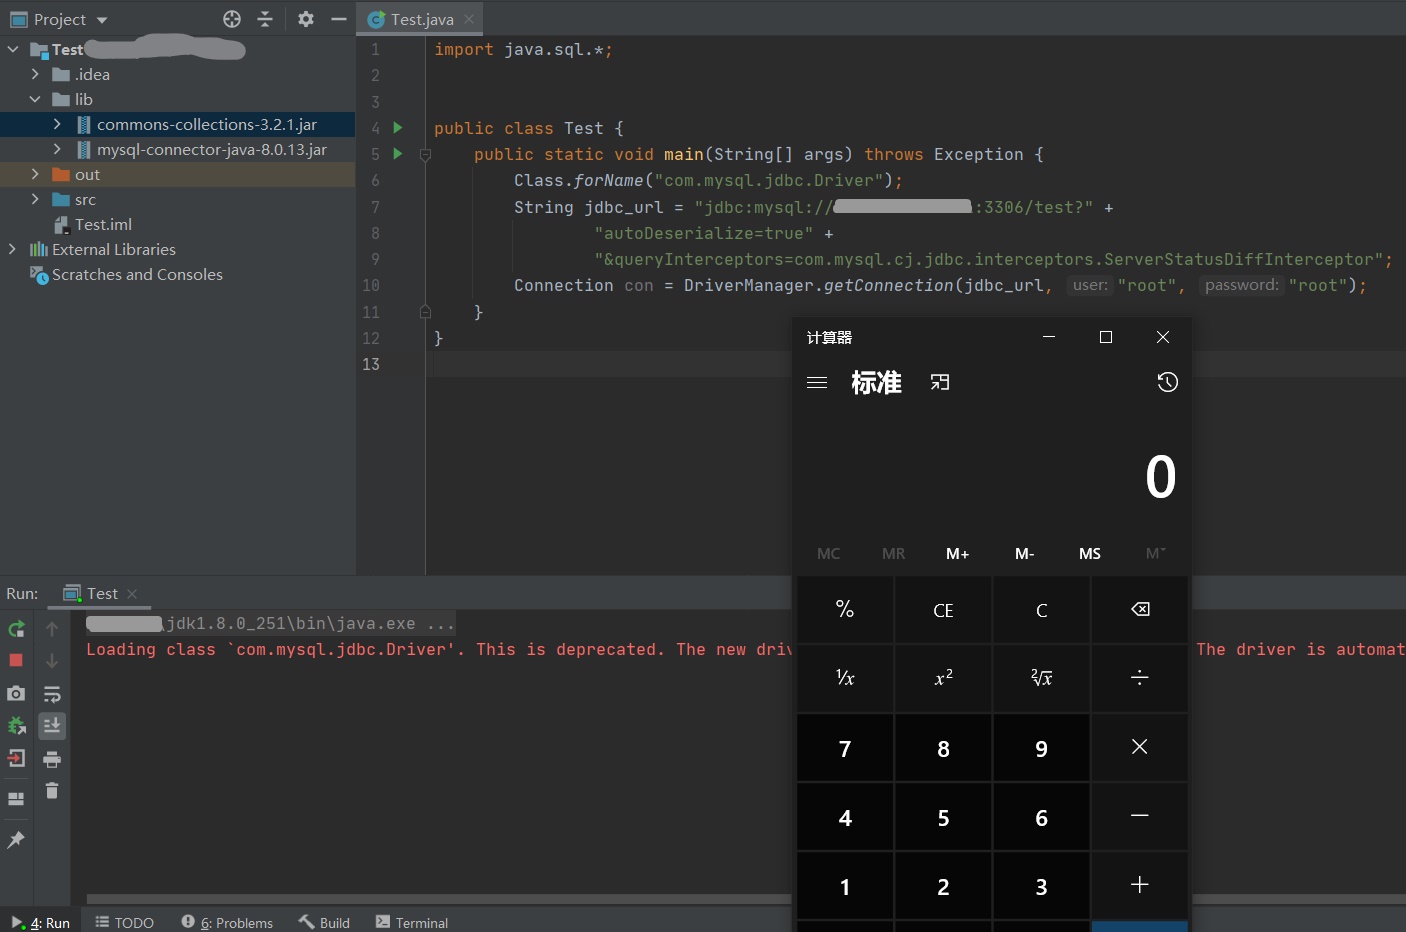 Project
Test.java
Test
.idea
lib
commons-collections-3.2.1.jar
mysql-connector-java-8.0.13.jar
out
src
Test.iml
External Libraries
Scratches and Consoles
1 import java.sql.*;
2
3
4 public class Test {
5 public static void main(String[] args) throws Exception {
6 Class.forName("com.mysql.jdbc.Driver");
7 String jdbc_url = "jdbc:mysql:// :3306/test?" +
8 "autoDeserialize=true" +
9 "&queryInterceptors=com.mysql.cj.jdbc.interceptors.ServerStatusDiffInterceptor";
10 Connection con = DriverManager.getConnection(jdbc_url, user: "root", password: "root");
11 }
12 }
13
计算器
标准
0
MC MR M+ M- MS M˅
% CE C
⅟x x² ²√x ÷
7 8 9 ×
4 5 6 −
1 2 3 +
Run: Test
\jdk1.8.0_251\bin\java.exe ...
Loading class `com.mysql.jdbc.Driver'. This is deprecated. The new driv
The driver is automat
4: Run TODO 6: Problems Build Terminal